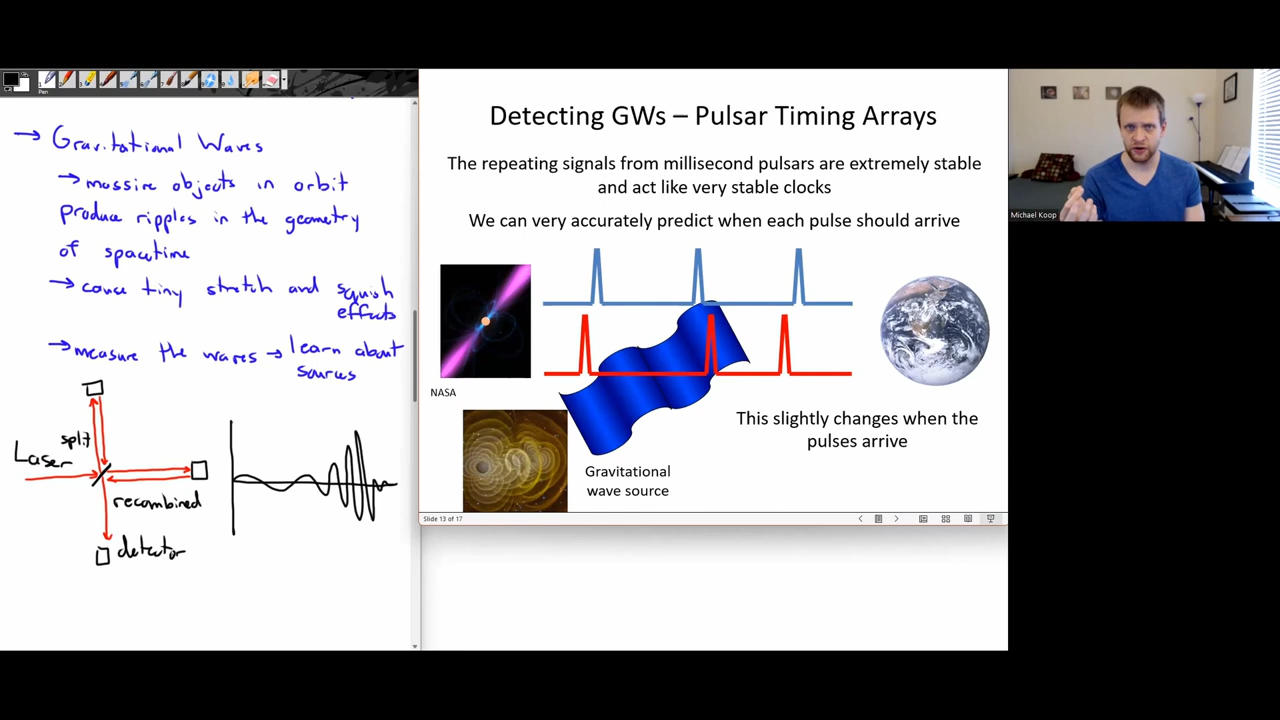 Pen
→ Gravitational Waves
→ massive objects in orbit
produce ripples in the geometry
of spacetime
→ cause tiny stretch and squish
effects
→ measure the waves → learn about
sources
split
Laser
recombined
detector
Detecting GWs – Pulsar Timing Arrays
The repeating signals from millisecond pulsars are extremely stable
and act like very stable clocks
We can very accurately predict when each pulse should arrive
NASA
This slightly changes when the
pulses arrive
Gravitational
wave source
Slide 13 of 17
Michael Koop